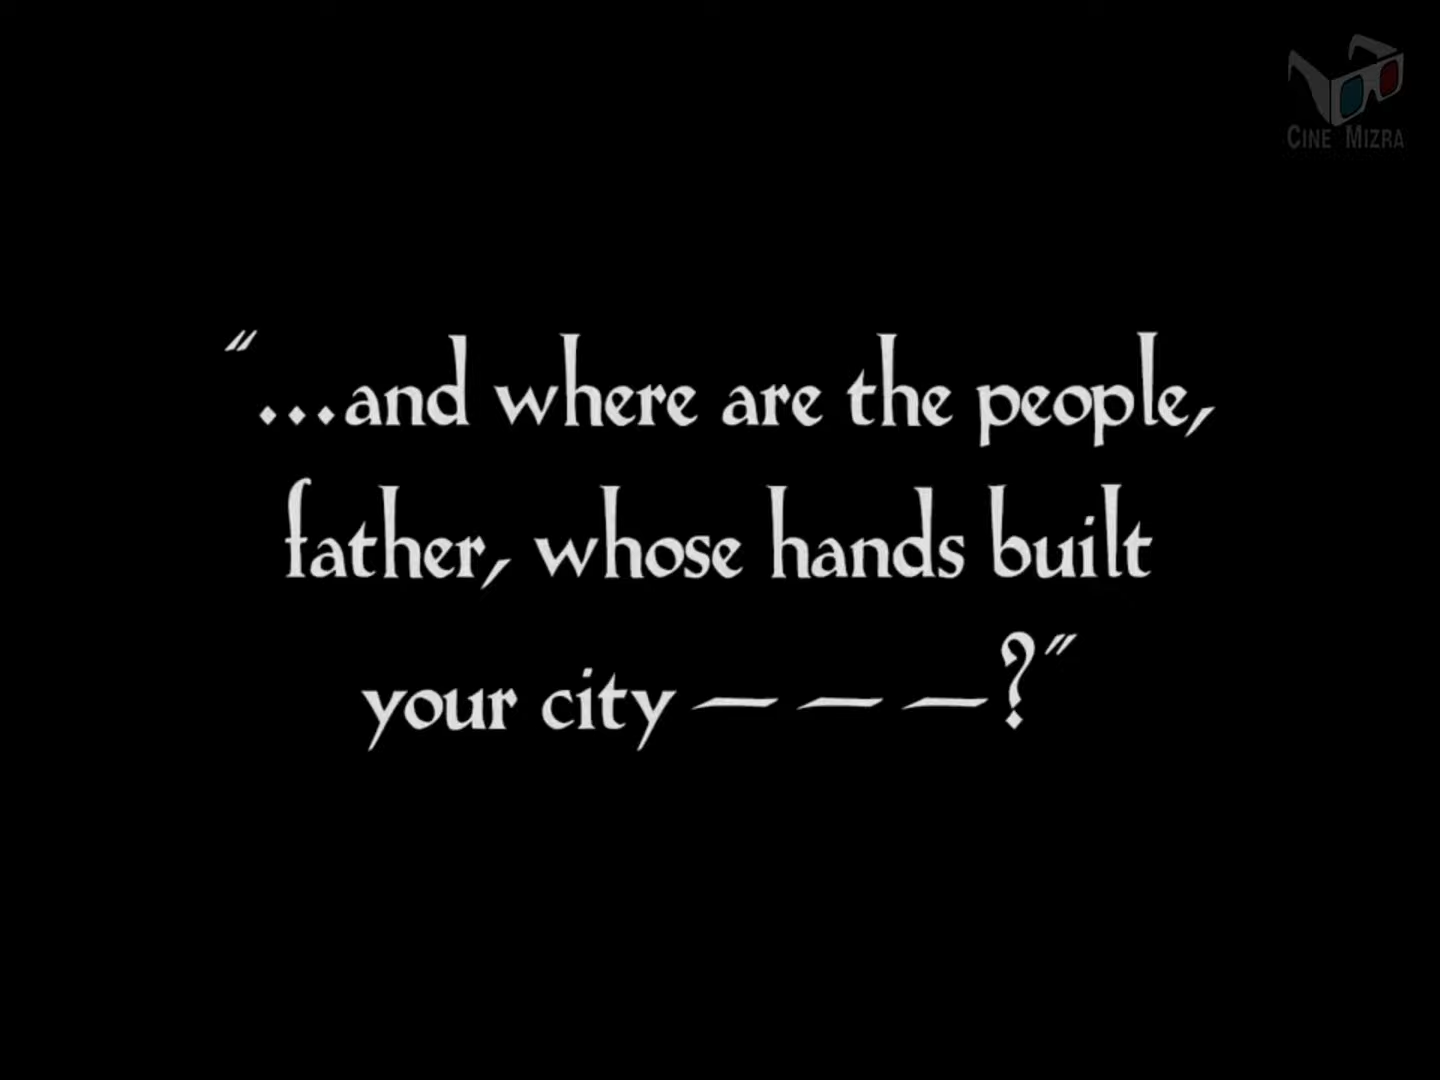 CINE MIZRA
"...and where are the people,
father, whose hands built
your city — — —?"